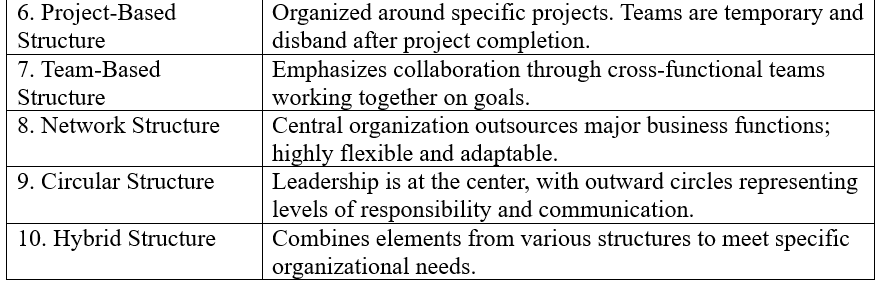 6. Project-Based Organized around specific projects. Teams are temporary and
Structure disband after project completion.
7. Team-Based Emphasizes collaboration through cross-functional teams
Structure working together on goals.
8. Network Structure Central organization outsources major business functions;
highly flexible and adaptable.
9. Circular Structure Leadership is at the center, with outward circles representing
levels of responsibility and communication.
10. Hybrid Structure Combines elements from various structures to meet specific
organizational needs.